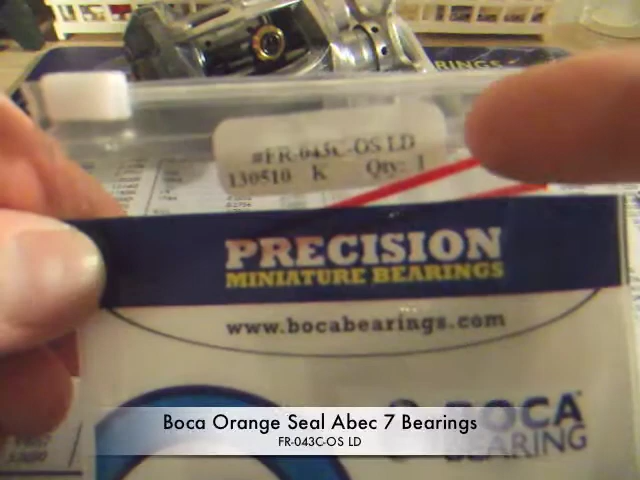 RINGS
#FR-043C-OS LD
130510 K Qty: 1
PRECISION
MINIATURE BEARINGS
www.bocabearings.com
BOCA
BEARING
Boca Orange Seal Abec 7 Bearings
FR-043C-OS LD